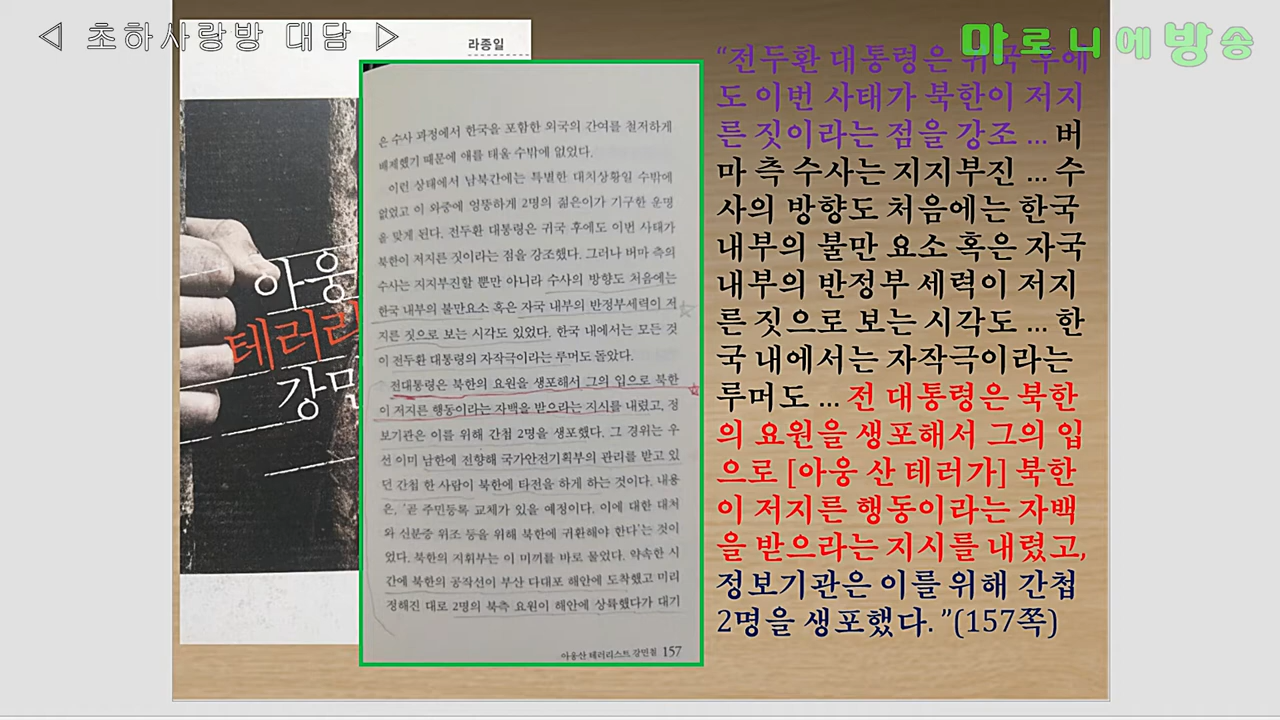 ◁ 초하사랑방 대담 ▷
마로니에방송
라종일
아웅
테러리
강민
은 수사 과정에서 한국을 포함한 외국의 간여를 철저하게
배제했기 때문에 애를 태울 수밖에 없었다.
이런 상태에서 남북간에는 특별한 대치상황일 수밖에
없었고 이 와중에 엉뚱하게 2명의 젊은이가 기구한 운명
을 맞게 된다. 전두환 대통령은 귀국 후에도 이번 사태가
북한이 저지른 짓이라는 점을 강조했다. 그러나 버마 측의
수사는 지지부진할 뿐만 아니라 수사의 방향도 처음에는
한국 내부의 불만요소 혹은 자국 내부의 반정부세력이 저
지른 짓으로 보는 시각도 있었다. 한국 내에서는 모든 것
이 전두환 대통령의 자작극이라는 루머도 돌았다.
전대통령은 북한의 요원을 생포해서 그의 입으로 북한
이 저지른 행동이라는 자백을 받으라는 지시를 내렸고, 정
보기관은 이를 위해 간첩 2명을 생포했다. 그 경위는 우
선 이미 남한에 전향해 국가안전기획부의 관리를 받고 있
던 간첩 한 사람이 북한에 타전을 하게 하는 것이다. 내용
은, '곧 주민등록 교체가 있을 예정이다. 이에 대한 대처
와 신분증 위조 등을 위해 북한에 귀환해야 한다'는 것이
었다. 북한의 지휘부는 이 미끼를 바로 물었다. 약속한 시
간에 북한의 공작선이 부산 다대포 해안에 도착했고 미리
정해진 대로 2명의 북측 요원이 해안에 상륙했다가 대기
아웅산 테러리스트 강민철 157
“전두환 대통령은 귀국 후에
도 이번 사태가 북한이 저지
른 짓이라는 점을 강조 ... 버
마 측 수사는 지지부진 ... 수
사의 방향도 처음에는 한국
내부의 불만 요소 혹은 자국
내부의 반정부 세력이 저지
른 짓으로 보는 시각도 ... 한
국 내에서는 자작극이라는
루머도 ... 전 대통령은 북한
의 요원을 생포해서 그의 입
으로 [아웅 산 테러가] 북한
이 저지른 행동이라는 자백
을 받으라는 지시를 내렸고,
정보기관은 이를 위해 간첩
2명을 생포했다. ”(157쪽)